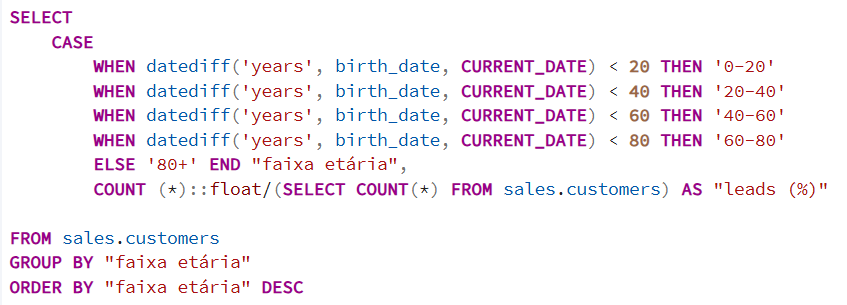 SELECT
CASE
WHEN datediff('years', birth_date, CURRENT_DATE) < 20 THEN '0-20'
WHEN datediff('years', birth_date, CURRENT_DATE) < 40 THEN '20-40'
WHEN datediff('years', birth_date, CURRENT_DATE) < 60 THEN '40-60'
WHEN datediff('years', birth_date, CURRENT_DATE) < 80 THEN '60-80'
ELSE '80+' END "faixa etária",
COUNT (*)::float/(SELECT COUNT(*) FROM sales.customers) AS "leads (%)"
FROM sales.customers
GROUP BY "faixa etária"
ORDER BY "faixa etária" DESC